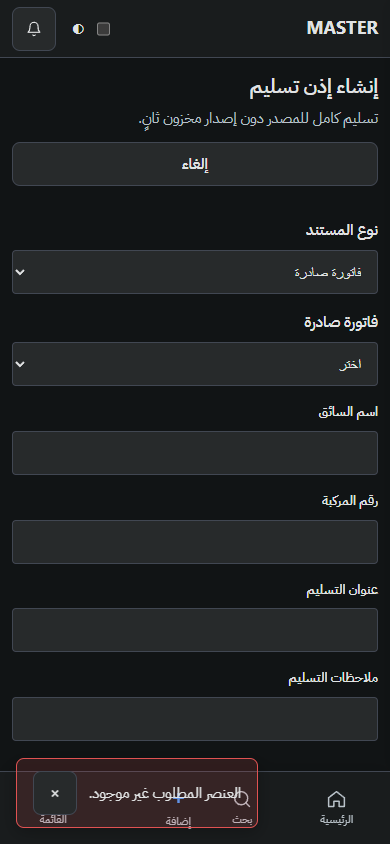 MASTER
إنشاء إذن تسليم
تسليم كامل للمصدر دون إصدار مخزون ثانٍ.
إلغاء
نوع المستند
فاتورة صادرة
فاتورة صادرة
اختر
اسم السائق
رقم المركبة
عنوان التسليم
ملاحظات التسليم
العنصر المطلوب غير موجود.
×
الرئيسية
بحث
إضافة
القائمة